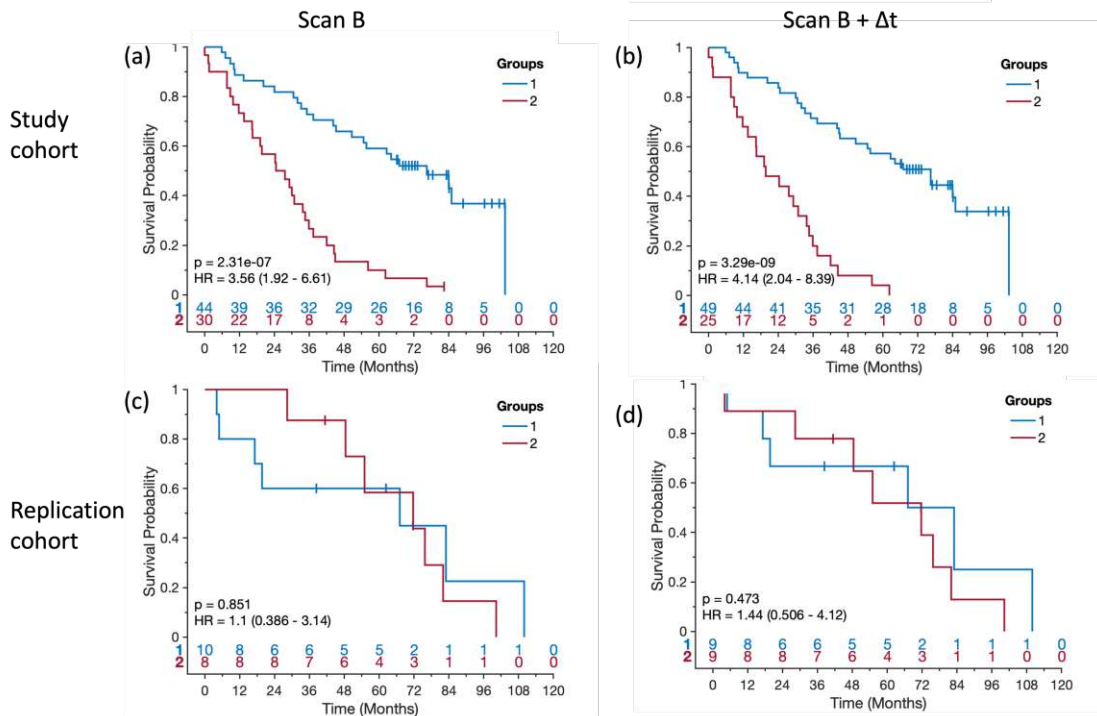 Scan B
Scan B + Δt
Study
cohort
Replication
cohort
(a)
Groups
1
2
Survival Probability
1
0.8
0.6
0.4
0.2
0
p = 2.31e-07
HR = 3.56 (1.92 - 6.61)
1 44 39 36 32 29 26 16 8 5 0 0
2 30 22 17 8 4 3 2 0 0 0 0
0 12 24 36 48 60 72 84 96 108 120
Time (Months)
(b)
Groups
1
2
Survival Probability
1
0.8
0.6
0.4
0.2
0
p = 3.29e-09
HR = 4.14 (2.04 - 8.39)
1 49 44 41 35 31 28 18 8 5 0 0
2 25 17 12 5 2 1 0 0 0 0 0
0 12 24 36 48 60 72 84 96 108 120
Time (Months)
(c)
Groups
1
2
Survival Probability
1
0.8
0.6
0.4
0.2
0
p = 0.851
HR = 1.1 (0.386 - 3.14)
1 10 8 6 6 5 5 2 1 1 1 0
2 8 8 8 7 6 4 3 1 1 0 0
0 12 24 36 48 60 72 84 96 108 120
Time (Months)
(d)
Groups
1
2
Survival Probability
1
0.8
0.6
0.4
0.2
0
p = 0.473
HR = 1.44 (0.506 - 4.12)
1 9 8 6 6 5 5 2 1 1 1 0
2 9 8 8 7 6 4 3 1 1 0 0
0 12 24 36 48 60 72 84 96 108 120
Time (Months)